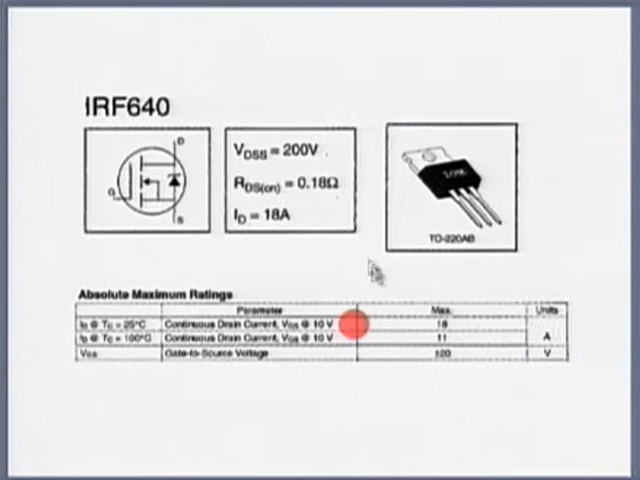 IRF640
D
G
S
VDSS = 200V
RDS(on) = 0.18Ω
ID = 18A
TO-220AB
Absolute Maximum Ratings
Parameter Max. Units
ID @ TC = 25°C Continuous Drain Current, VGS @ 10 V 18
A
ID @ TC = 100°C Continuous Drain Current, VGS @ 10 V 11
VGS Gate-to-Source Voltage 120 V